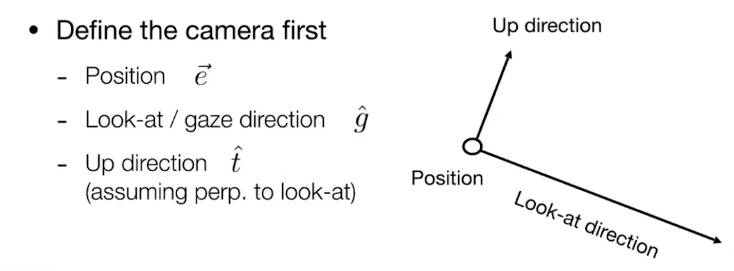 • Define the camera first
- Position $\vec{e}$
- Look-at / gaze direction $\hat{g}$
- Up direction $\hat{t}$
(assuming perp. to look-at)
Up direction
Position
Look-at direction